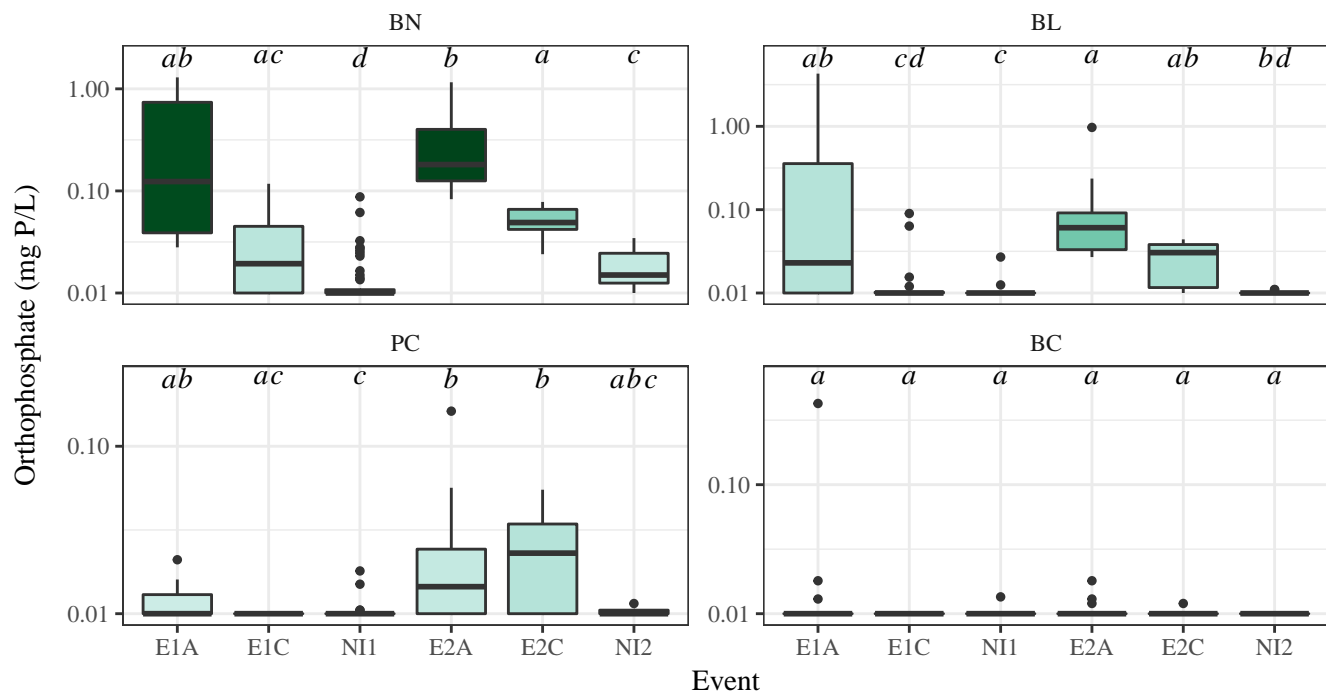 BN
BL
ab
ac
d
b
a
c
ab
cd
c
a
ab
bd
1.00
0.10
0.01
1.00
0.10
0.01
PC
BC
ab
ac
c
b
b
abc
a
a
a
a
a
a
0.10
0.01
0.10
0.01
E1A
E1C
NI1
E2A
E2C
NI2
E1A
E1C
NI1
E2A
E2C
NI2
Orthophosphate (mg P/L)
Event